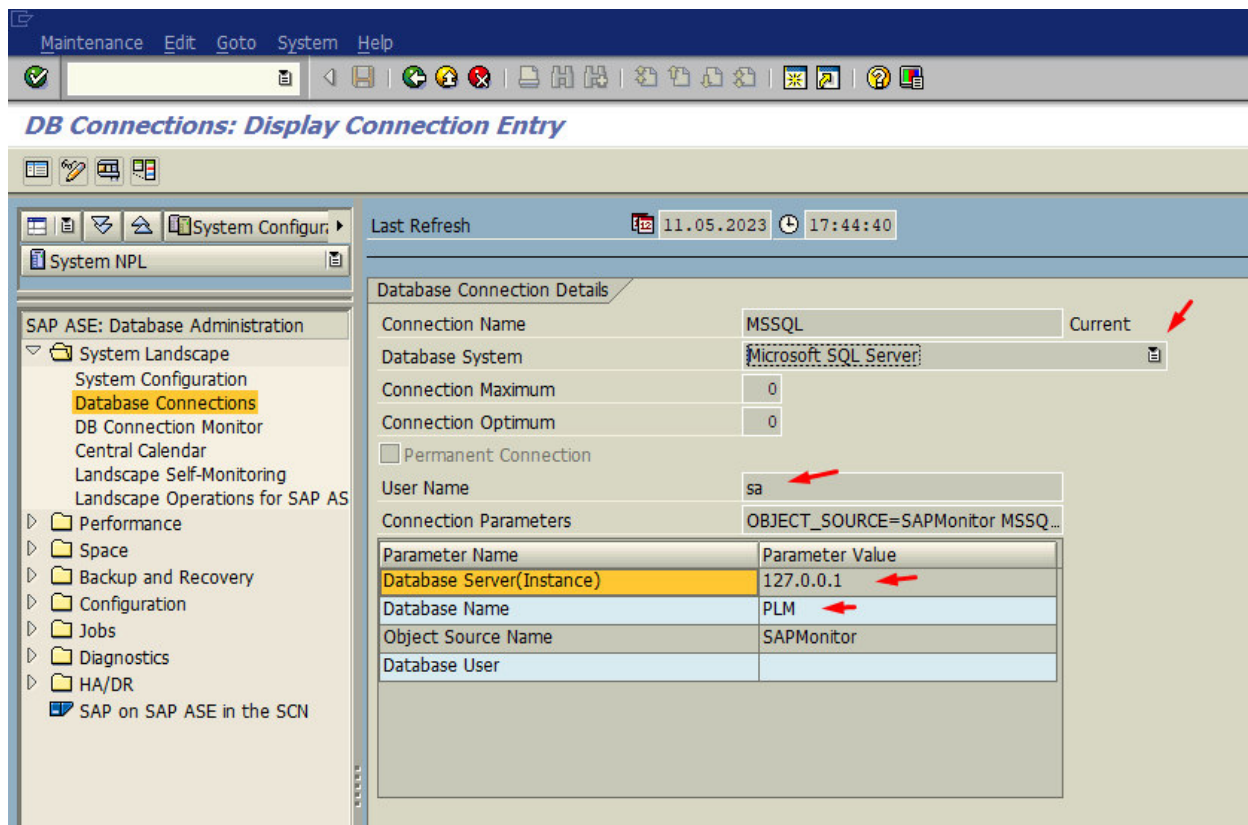 Maintenance Edit Goto System Help
DB Connections: Display Connection Entry
System Configura
System NPL
Last Refresh 11.05.2023 17:44:40
SAP ASE: Database Administration
System Landscape
System Configuration
Database Connections
DB Connection Monitor
Central Calendar
Landscape Self-Monitoring
Landscape Operations for SAP AS
Performance
Space
Backup and Recovery
Configuration
Jobs
Diagnostics
HA/DR
SAP on SAP ASE in the SCN
Database Connection Details
Connection Name MSSQL Current
Database System Microsoft SQL Server
Connection Maximum 0
Connection Optimum 0
Permanent Connection
User Name sa
Connection Parameters OBJECT_SOURCE=SAPMonitor MSSQ...
Parameter Name Parameter Value
Database Server(Instance) 127.0.0.1
Database Name PLM
Object Source Name SAPMonitor
Database User